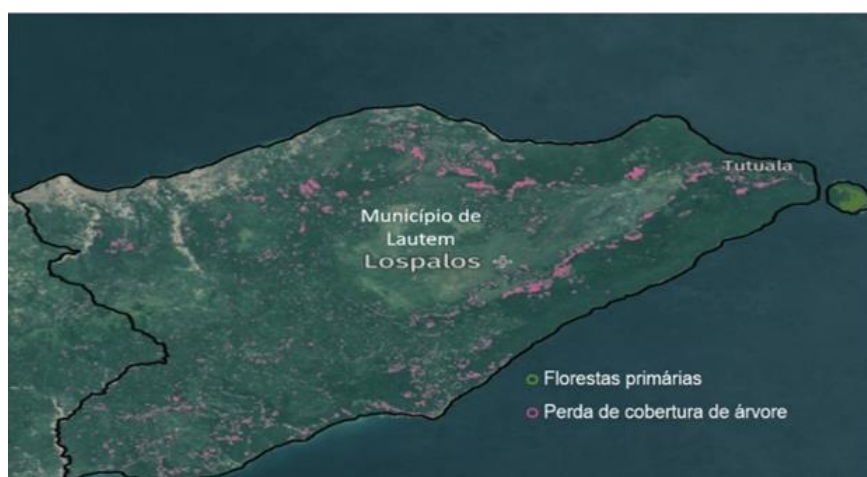 Tutuala
Município de
Lautem
Lospalos
Florestas primárias
Perda de cobertura de árvore